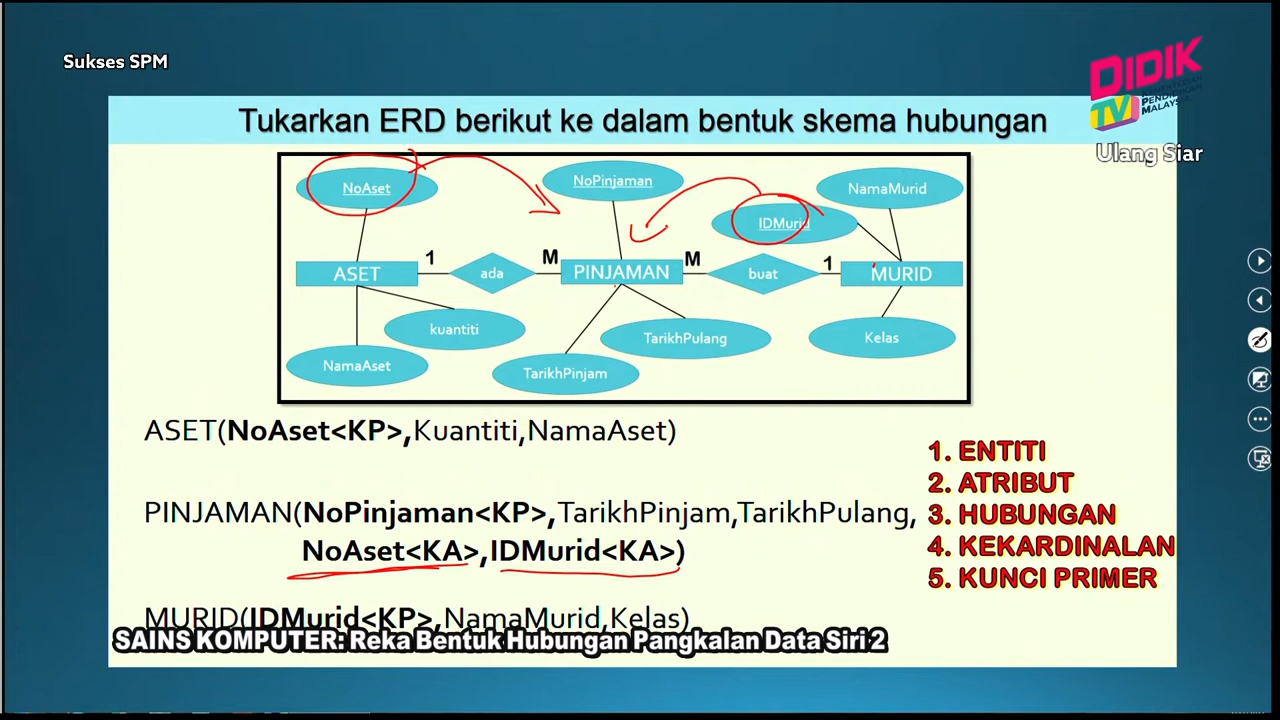 Sukses SPM
DIDIK
TV
KEMENTERIAN
PENDIDIKAN
MALAYSIA
Ulang Siar
Tukarkan ERD berikut ke dalam bentuk skema hubungan
NoAset
NoPinjaman
NamaMurid
IDMurid
1
M
M
1
ASET
ada
PINJAMAN
buat
MURID
kuantiti
TarikhPulang
Kelas
NamaAset
TarikhPinjam
ASET(NoAset<KP>,Kuantiti,NamaAset)
PINJAMAN(NoPinjaman<KP>,TarikhPinjam,TarikhPulang,
NoAset<KA>,IDMurid<KA>)
MURID(IDMurid<KP>,NamaMurid,Kelas)
1. ENTITI
2. ATRIBUT
3. HUBUNGAN
4. KEKARDINALAN
5. KUNCI PRIMER
SAINS KOMPUTER: Reka Bentuk Hubungan Pangkalan Data Siri 2